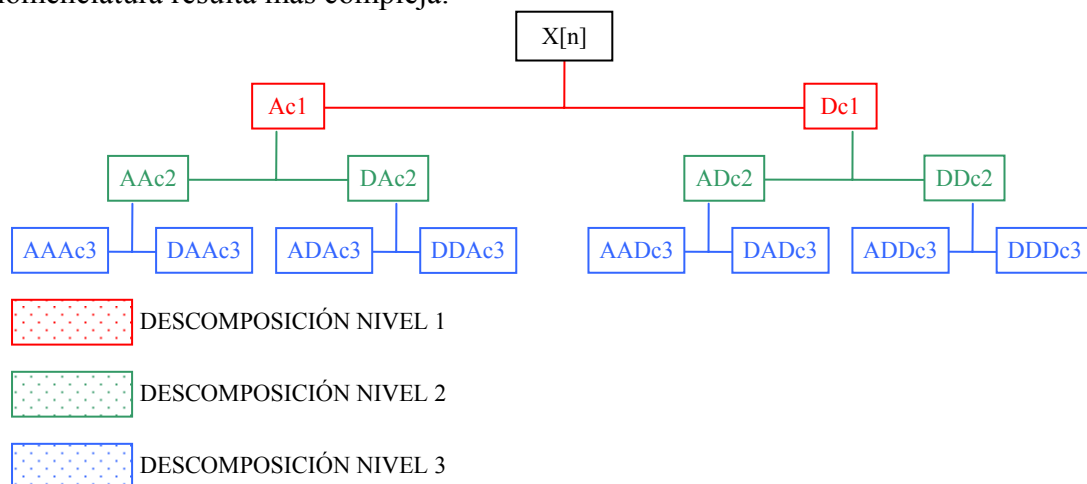 nomenclatura resulta más compleja.
X[n]
Ac1 Dc1
AAc2 DAc2 ADc2 DDc2
AAAc3 DAAc3 ADAc3 DDAc3 AADc3 DADc3 ADDc3 DDDc3
DESCOMPOSICIÓN NIVEL 1
DESCOMPOSICIÓN NIVEL 2
DESCOMPOSICIÓN NIVEL 3